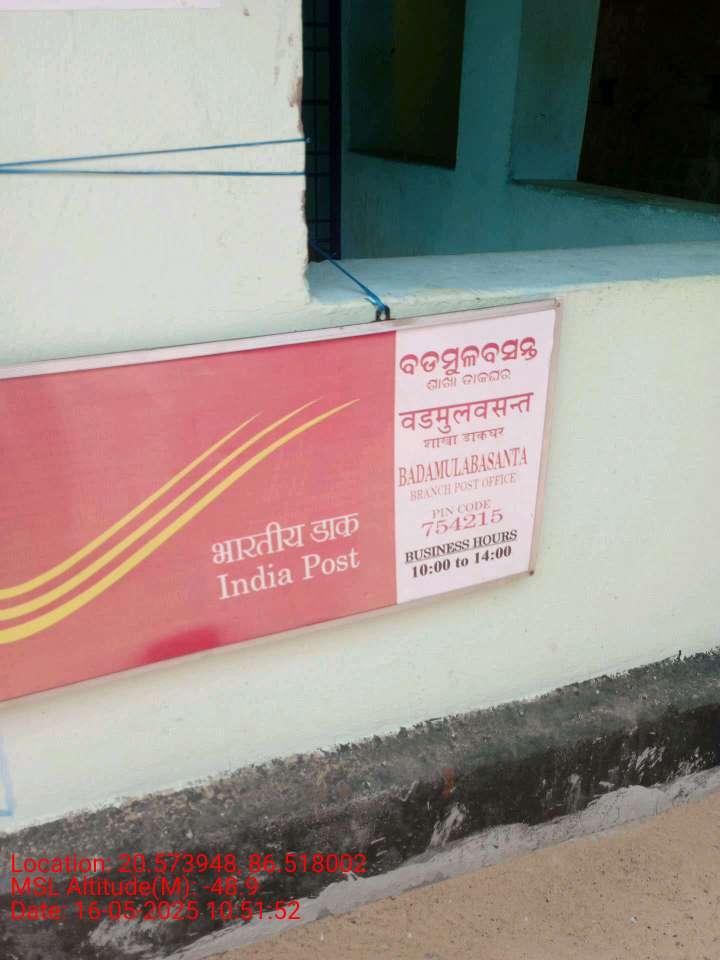 भारतीय डाक
India Post
ବଡମୁଳବସନ୍ତ
ଶାଖା ଡାକଘର
वडमुलवसन्त
शाखा डाकघर
BADAMULABASANTA
BRANCH POST OFFICE
PIN CODE
754215
BUSINESS HOURS
10:00 to 14:00
Location: 20.573948, 86.518002
MSL Altitude(M): -48.9
Date: 16-05-2025 10:51:52